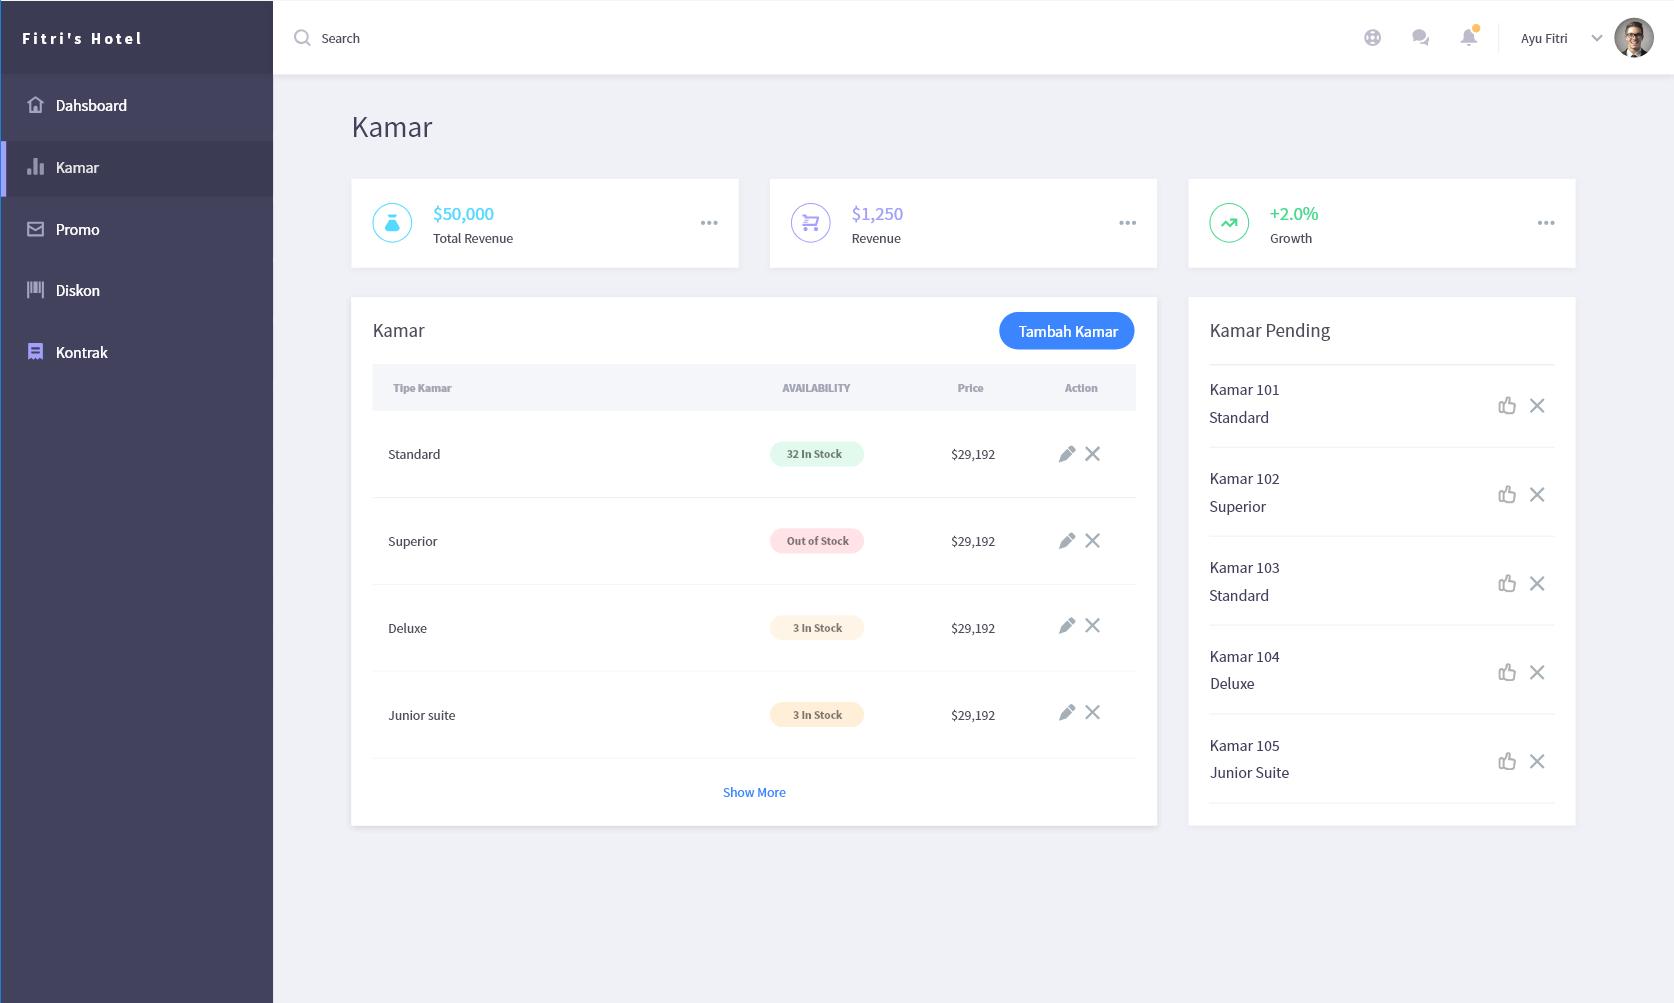 Fitri's Hotel
Search
Ayu Fitri
Dahsboard
Kamar
Promo
Diskon
Kontrak
Kamar
$50,000
Total Revenue
$1,250
Revenue
+2.0%
Growth
Kamar
Tambah Kamar
Tipe Kamar AVAILABILITY Price Action
Standard 32 In Stock $29,192
Superior Out of Stock $29,192
Deluxe 3 In Stock $29,192
Junior suite 3 In Stock $29,192
Show More
Kamar Pending
Kamar 101
Standard
Kamar 102
Superior
Kamar 103
Standard
Kamar 104
Deluxe
Kamar 105
Junior Suite